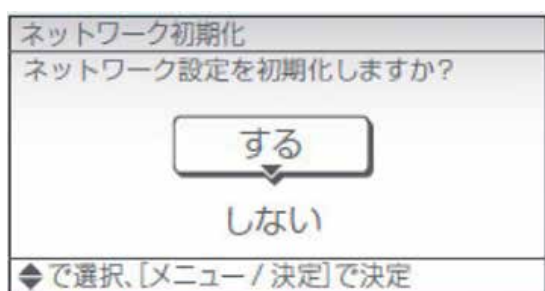 ネットワーク初期化
ネットワーク設定を初期化しますか?
する
しない
◆で選択、[メニュー / 決定]で決定